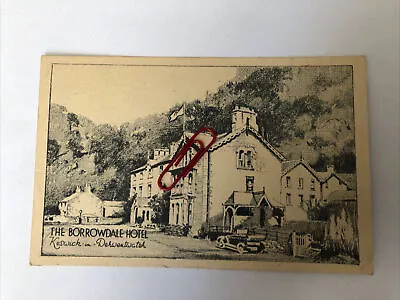 THE BORROWDALE HOTEL
Keswick-on-Derwentwater